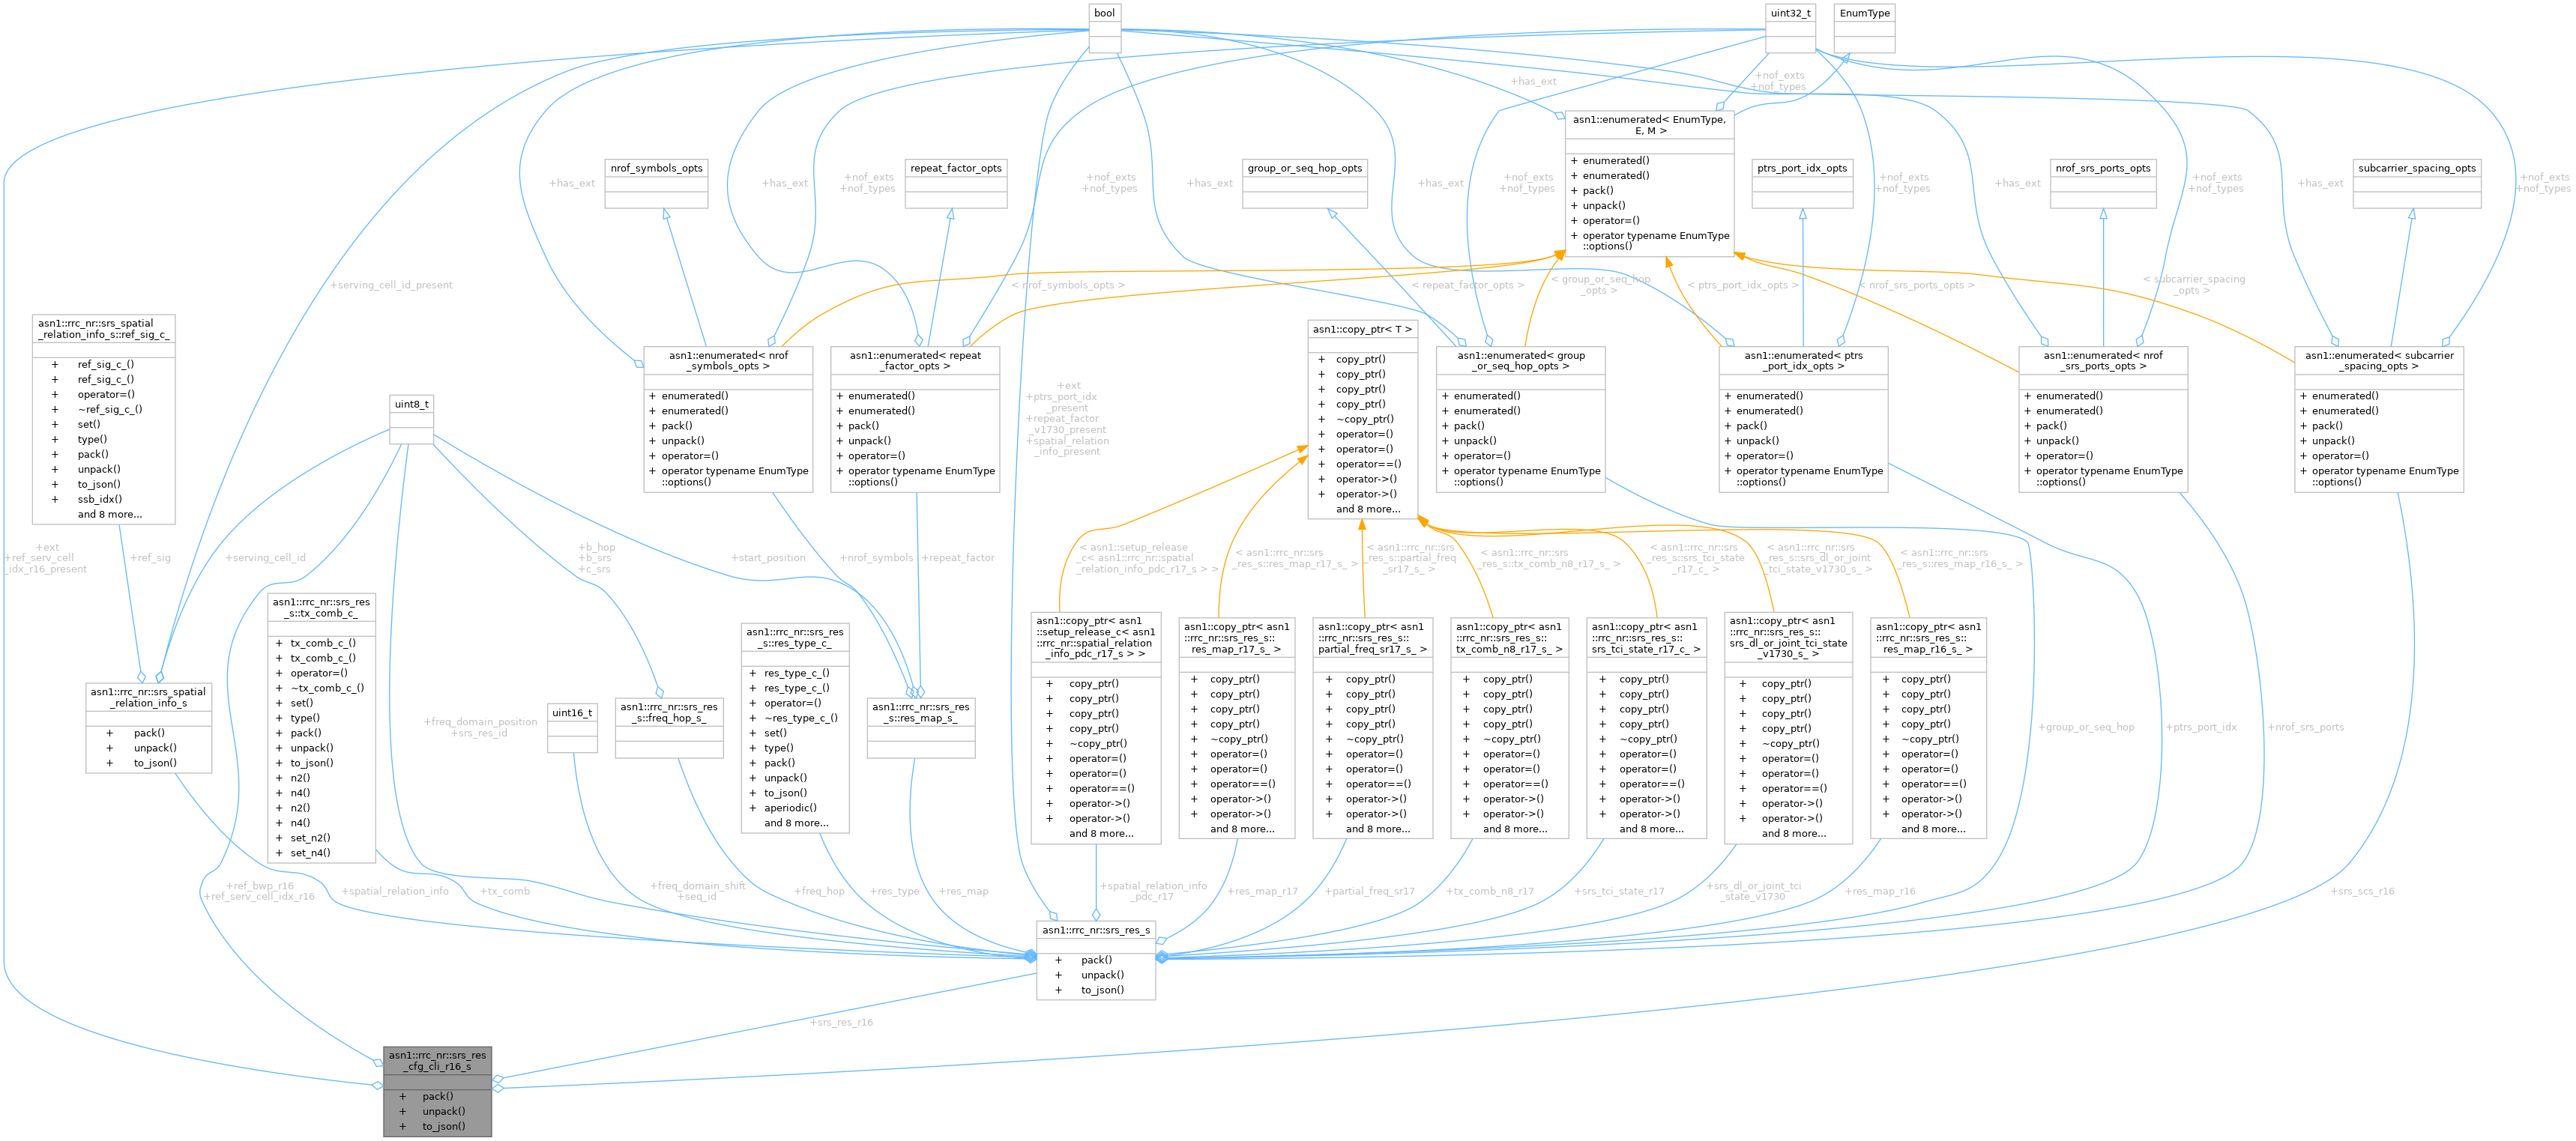 bool
uint32_t
EnumType
+has_ext
+nof_exts
+nof_types
asn1::enumerated< EnumType,
E, M >
+ enumerated()
+ enumerated()
+ pack()
+ unpack()
+ operator=()
+ operator typename EnumType
::options()
nrof_symbols_opts
repeat_factor_opts
group_or_seq_hop_opts
ptrs_port_idx_opts
nrof_srs_ports_opts
subcarrier_spacing_opts
+has_ext
+has_ext
+nof_exts
+nof_types
+nof_exts
+nof_types
+has_ext
+has_ext
+nof_exts
+nof_types
+nof_exts
+nof_types
+has_ext
+nof_exts
+nof_types
+has_ext
+nof_exts
+nof_types
+serving_cell_id_present
< nrof_symbols_opts >
< repeat_factor_opts >
< group_or_seq_hop
_opts >
< ptrs_port_idx_opts >
< nrof_srs_ports_opts >
< subcarrier_spacing
_opts >
asn1::rrc_nr::srs_spatial
_relation_info_s::ref_sig_c_
+ ref_sig_c_()
+ ref_sig_c_()
+ operator=()
+ ~ref_sig_c_()
+ set()
+ type()
+ pack()
+ unpack()
+ to_json()
+ ssb_idx()
and 8 more...
uint8_t
asn1::enumerated< nrof
_symbols_opts >
+ enumerated()
+ enumerated()
+ pack()
+ unpack()
+ operator=()
+ operator typename EnumType
::options()
asn1::enumerated< repeat
_factor_opts >
+ enumerated()
+ enumerated()
+ pack()
+ unpack()
+ operator=()
+ operator typename EnumType
::options()
+ext
+ptrs_port_idx
_present
+repeat_factor
_v1730_present
+spatial_relation
_info_present
asn1::copy_ptr< T >
+ copy_ptr()
+ copy_ptr()
+ copy_ptr()
+ copy_ptr()
+ ~copy_ptr()
+ operator=()
+ operator=()
+ operator==()
+ operator->()
+ operator->()
and 8 more...
asn1::enumerated< group
_or_seq_hop_opts >
+ enumerated()
+ enumerated()
+ pack()
+ unpack()
+ operator=()
+ operator typename EnumType
::options()
asn1::enumerated< ptrs
_port_idx_opts >
+ enumerated()
+ enumerated()
+ pack()
+ unpack()
+ operator=()
+ operator typename EnumType
::options()
asn1::enumerated< nrof
_srs_ports_opts >
+ enumerated()
+ enumerated()
+ pack()
+ unpack()
+ operator=()
+ operator typename EnumType
::options()
asn1::enumerated< subcarrier
_spacing_opts >
+ enumerated()
+ enumerated()
+ pack()
+ unpack()
+ operator=()
+ operator typename EnumType
::options()
+ext
+ref_serv_cell
_idx_r16_present
+ref_sig
+serving_cell_id
+b_hop
+b_srs
+c_srs
+start_position
+nrof_symbols
+repeat_factor
< asn1::setup_release
_c< asn1::rrc_nr::spatial
_relation_info_pdc_r17_s > >
< asn1::rrc_nr::srs
_res_s::res_map_r17_s_ >
< asn1::rrc_nr::srs
_res_s::partial_freq
_sr17_s_ >
< asn1::rrc_nr::srs
_res_s::tx_comb_n8_r17_s_ >
< asn1::rrc_nr::srs
_res_s::srs_tci_state
_r17_c_ >
< asn1::rrc_nr::srs
_res_s::srs_dl_or_joint
_tci_state_v1730_s_ >
< asn1::rrc_nr::srs
_res_s::res_map_r16_s_ >
asn1::rrc_nr::srs_spatial
_relation_info_s
+ pack()
+ unpack()
+ to_json()
asn1::rrc_nr::srs_res
_s::tx_comb_c_
+ tx_comb_c_()
+ tx_comb_c_()
+ operator=()
+ ~tx_comb_c_()
+ set()
+ type()
+ pack()
+ unpack()
+ to_json()
+ n2()
+ n4()
+ n2()
+ n4()
+ set_n2()
+ set_n4()
+freq_domain_position
+srs_res_id
uint16_t
asn1::rrc_nr::srs_res
_s::freq_hop_s_
asn1::rrc_nr::srs_res
_s::res_type_c_
+ res_type_c_()
+ res_type_c_()
+ operator=()
+ ~res_type_c_()
+ set()
+ type()
+ pack()
+ unpack()
+ to_json()
+ aperiodic()
and 8 more...
asn1::rrc_nr::srs_res
_s::res_map_s_
asn1::copy_ptr< asn1
::setup_release_c< asn1
::rrc_nr::spatial_relation
_info_pdc_r17_s > >
+ copy_ptr()
+ copy_ptr()
+ copy_ptr()
+ copy_ptr()
+ ~copy_ptr()
+ operator=()
+ operator=()
+ operator==()
+ operator->()
+ operator->()
and 8 more...
asn1::copy_ptr< asn1
::rrc_nr::srs_res_s::
res_map_r17_s_ >
+ copy_ptr()
+ copy_ptr()
+ copy_ptr()
+ copy_ptr()
+ ~copy_ptr()
+ operator=()
+ operator=()
+ operator==()
+ operator->()
+ operator->()
and 8 more...
asn1::copy_ptr< asn1
::rrc_nr::srs_res_s::
partial_freq_sr17_s_ >
+ copy_ptr()
+ copy_ptr()
+ copy_ptr()
+ copy_ptr()
+ ~copy_ptr()
+ operator=()
+ operator=()
+ operator==()
+ operator->()
+ operator->()
and 8 more...
asn1::copy_ptr< asn1
::rrc_nr::srs_res_s::
tx_comb_n8_r17_s_ >
+ copy_ptr()
+ copy_ptr()
+ copy_ptr()
+ copy_ptr()
+ ~copy_ptr()
+ operator=()
+ operator=()
+ operator==()
+ operator->()
+ operator->()
and 8 more...
asn1::copy_ptr< asn1
::rrc_nr::srs_res_s::
srs_tci_state_r17_c_ >
+ copy_ptr()
+ copy_ptr()
+ copy_ptr()
+ copy_ptr()
+ ~copy_ptr()
+ operator=()
+ operator=()
+ operator==()
+ operator->()
+ operator->()
and 8 more...
asn1::copy_ptr< asn1
::rrc_nr::srs_res_s::
srs_dl_or_joint_tci_state
_v1730_s_ >
+ copy_ptr()
+ copy_ptr()
+ copy_ptr()
+ copy_ptr()
+ ~copy_ptr()
+ operator=()
+ operator=()
+ operator==()
+ operator->()
+ operator->()
and 8 more...
asn1::copy_ptr< asn1
::rrc_nr::srs_res_s::
res_map_r16_s_ >
+ copy_ptr()
+ copy_ptr()
+ copy_ptr()
+ copy_ptr()
+ ~copy_ptr()
+ operator=()
+ operator=()
+ operator==()
+ operator->()
+ operator->()
and 8 more...
+group_or_seq_hop
+ptrs_port_idx
+nrof_srs_ports
+ref_bwp_r16
+ref_serv_cell_idx_r16
+spatial_relation_info
+tx_comb
+freq_domain_shift
+seq_id
+freq_hop
+res_type
+res_map
+spatial_relation_info
_pdc_r17
+res_map_r17
+partial_freq_sr17
+tx_comb_n8_r17
+srs_tci_state_r17
+srs_dl_or_joint_tci
_state_v1730
+res_map_r16
+srs_scs_r16
asn1::rrc_nr::srs_res_s
+ pack()
+ unpack()
+ to_json()
+srs_res_r16
asn1::rrc_nr::srs_res
_cfg_cli_r16_s
+ pack()
+ unpack()
+ to_json()